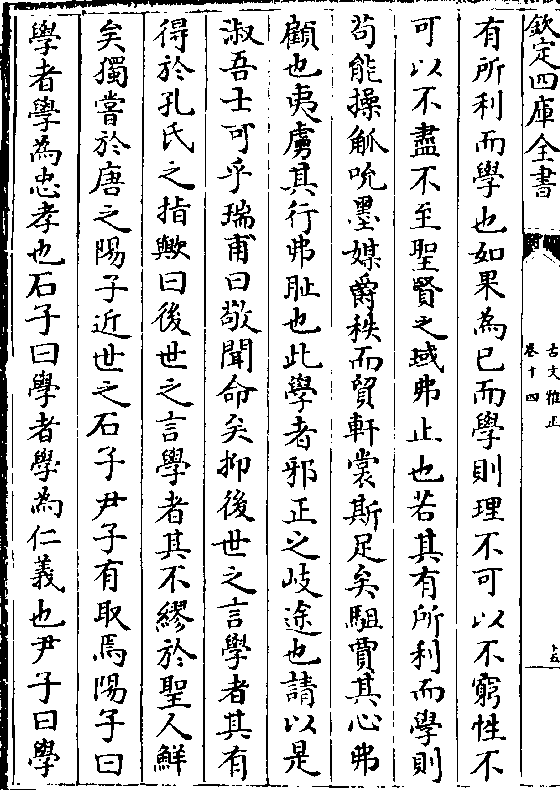 欽定四庫全書
古文雅正
卷十四
有所利而學也如果為已而學則理不可以不窮性不
可以不盡不至聖賢之域弗止也若其有所利而學則
苟能操觚吮墨媒爵秩而貿軒裳斯足矣駔賈其心弗
顧也夷虜其行弗耻也此學者邪正之岐途也請以是
淑吾士可乎瑞甫曰敬聞命矣抑後世之言學者其有
得於孔氏之指歟曰後世之言學者其不繆於聖人鮮
矣獨嘗於唐之陽子近世之石子尹子有取焉陽子曰
學者學為忠孝也石子曰學者學為仁義也尹子曰學